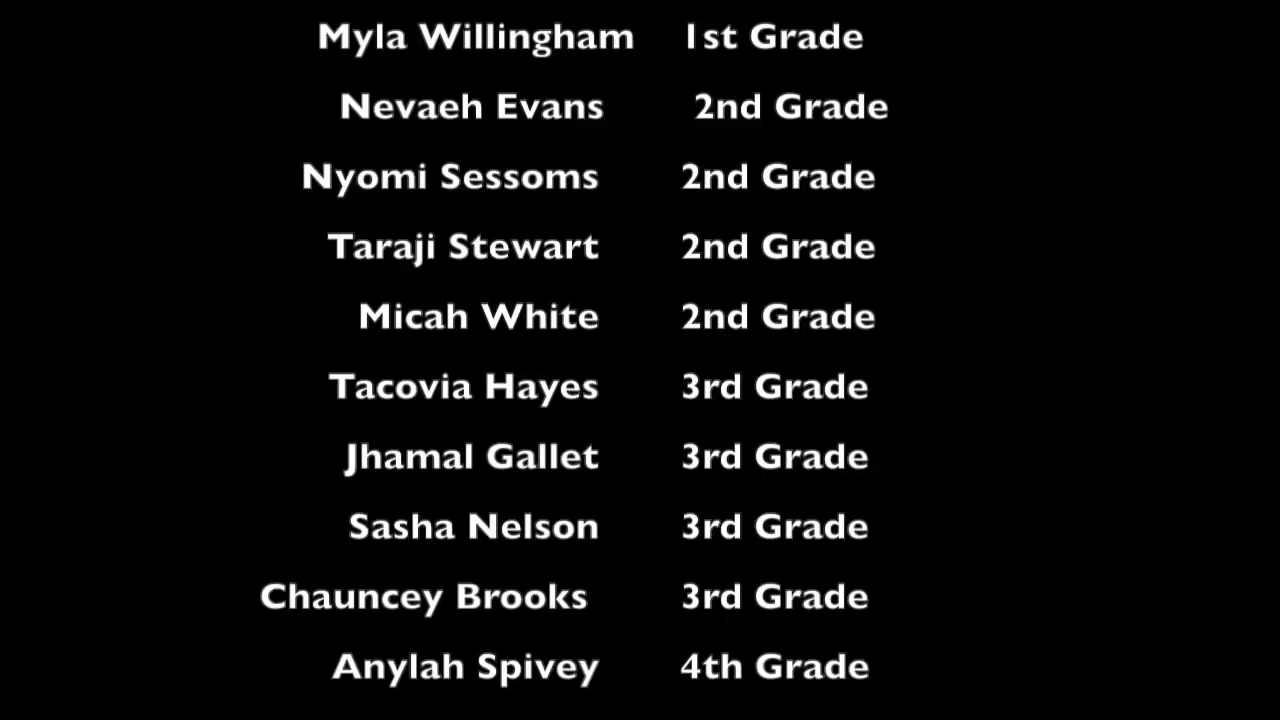 Myla Willingham 1st Grade
Nevaeh Evans 2nd Grade
Nyomi Sessoms 2nd Grade
Taraji Stewart 2nd Grade
Micah White 2nd Grade
Tacovia Hayes 3rd Grade
Jhamal Gallet 3rd Grade
Sasha Nelson 3rd Grade
Chauncey Brooks 3rd Grade
Anylah Spivey 4th Grade